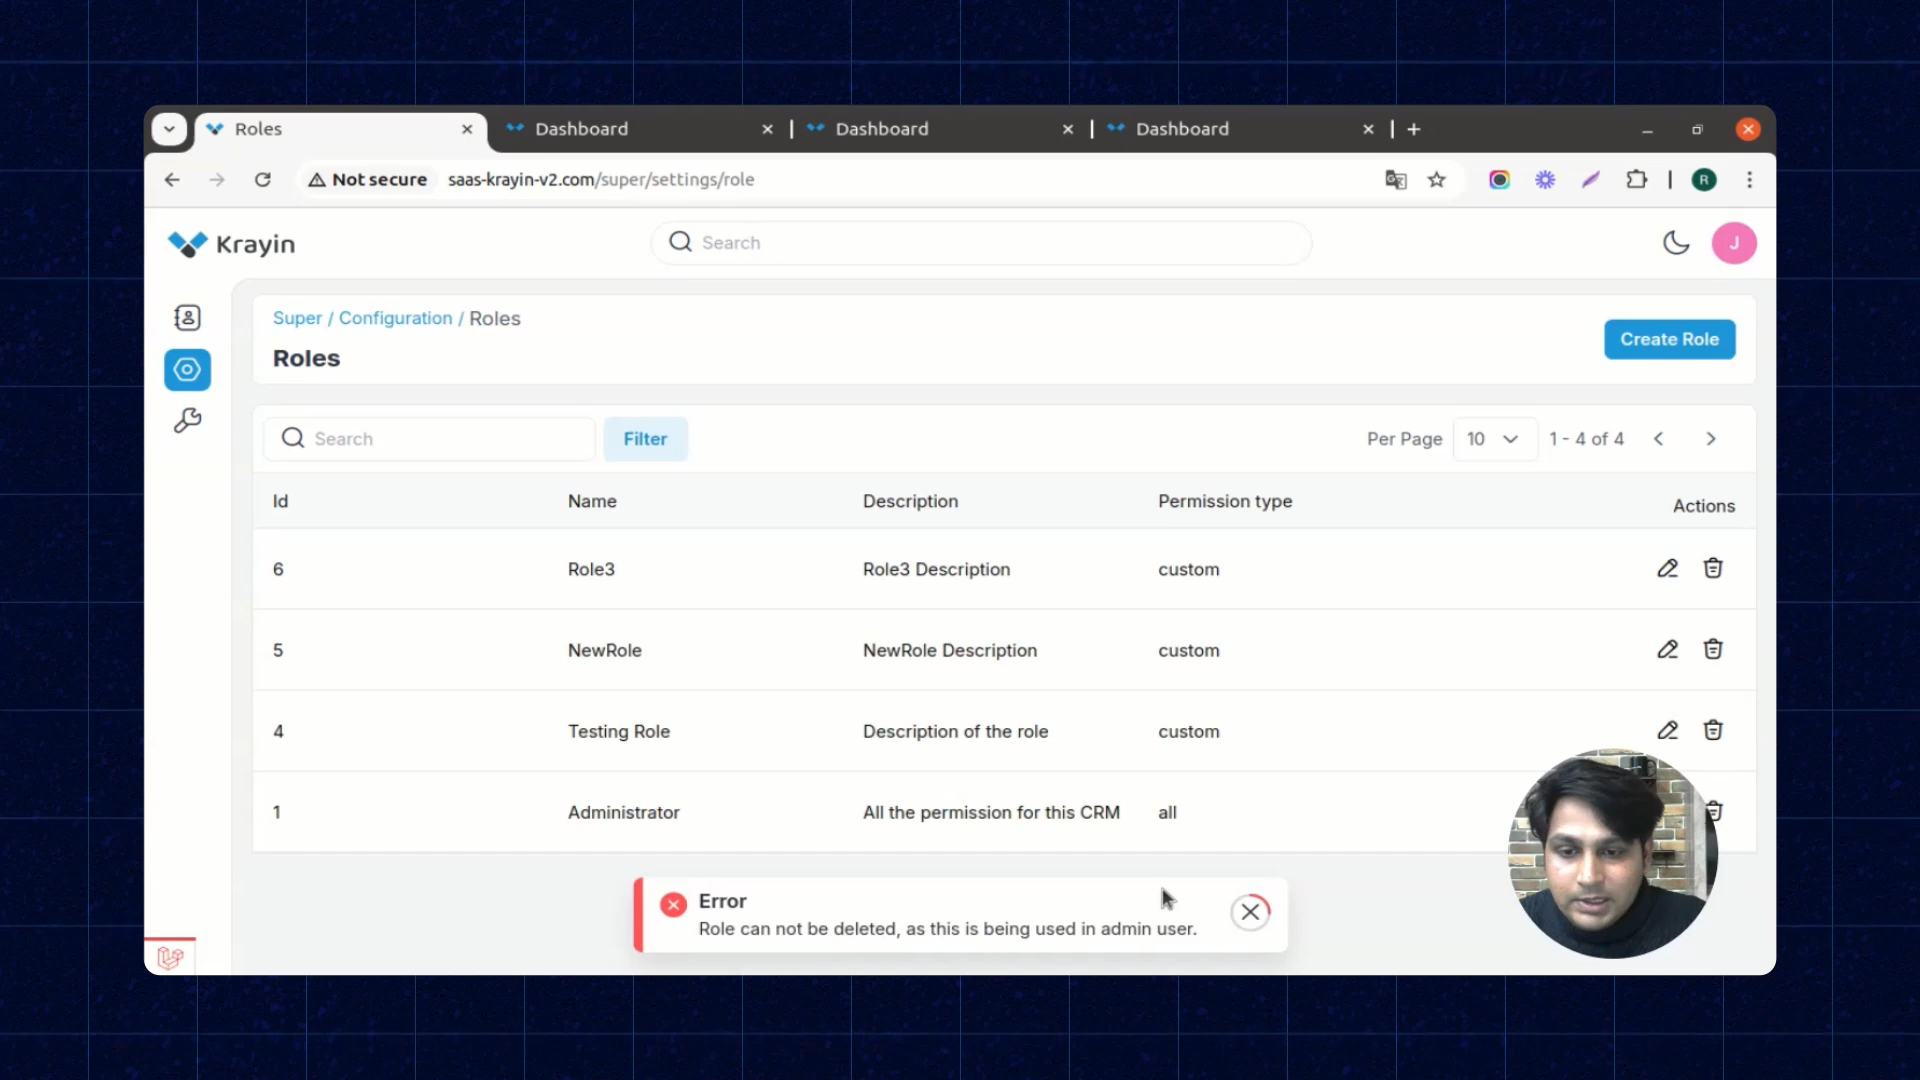 Roles
Dashboard
Dashboard
Dashboard
Not secure
saas-krayin-v2.com/super/settings/role
R
Krayin
Search
J
Super / Configuration / Roles
Roles
Create Role
Search
Filter
Per Page
10
1 - 4 of 4
Id Name Description Permission type Actions
6 Role3 Role3 Description custom
5 NewRole NewRole Description custom
4 Testing Role Description of the role custom
1 Administrator All the permission for this CRM all
Error
Role can not be deleted, as this is being used in admin user.